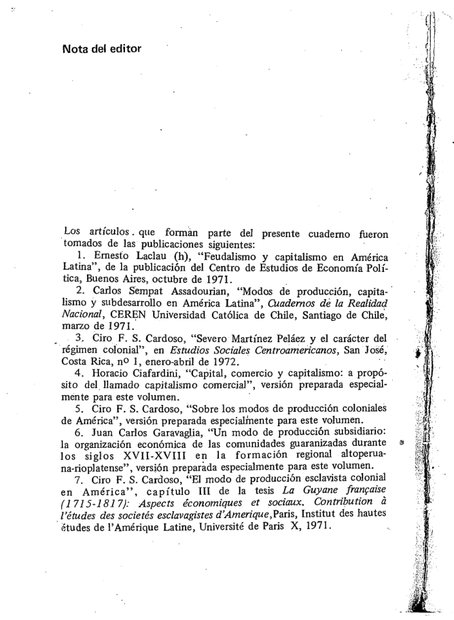 Nota del editor
Los artículos que forman parte del presente cuaderno fueron
tomados de las publicaciones siguientes:
1. Ernesto Laclau (h), “Feudalismo y capitalismo en América
Latina”, de la publicación del Centro de Estudios de Economía Polí-
tica, Buenos Aires, octubre de 1971.
2. Carlos Sempat Assadourian, “Modos de producción, capita-
lismo y subdesarrollo en América Latina”, Cuadernos de la Realidad
Nacional, CEREN Universidad Católica de Chile, Santiago de Chile,
marzo de 1971.
3. Ciro F. S. Cardoso, “Severo Martínez Peláez y el carácter del
régimen colonial”, en Estudios Sociales Centroamericanos, San José,
Costa Rica, nº 1, enero-abril de 1972.
4. Horacio Ciafardini, “Capital, comercio y capitalismo: a propó-
sito del llamado capitalismo comercial”, versión preparada especial-
mente para este volumen.
5. Ciro F. S. Cardoso, “Sobre los modos de producción coloniales
de América”, versión preparada especialmente para este volumen.
6. Juan Carlos Garavaglia, “Un modo de producción subsidiario:
la organización económica de las comunidades guaranizadas durante
los siglos XVII-XVIII en la formación regional altoperua-
na-rioplatense”, versión preparada especialmente para este volumen.
7. Ciro F. S. Cardoso, “El modo de producción esclavista colonial
en América”, capítulo III de la tesis La Guyane française
(1715-1817): Aspects économiques et sociaux. Contribution à
l'études des societés esclavagistes d'Amerique, Paris, Institut des hautes
études de l'Amérique Latine, Université de Paris X, 1971.